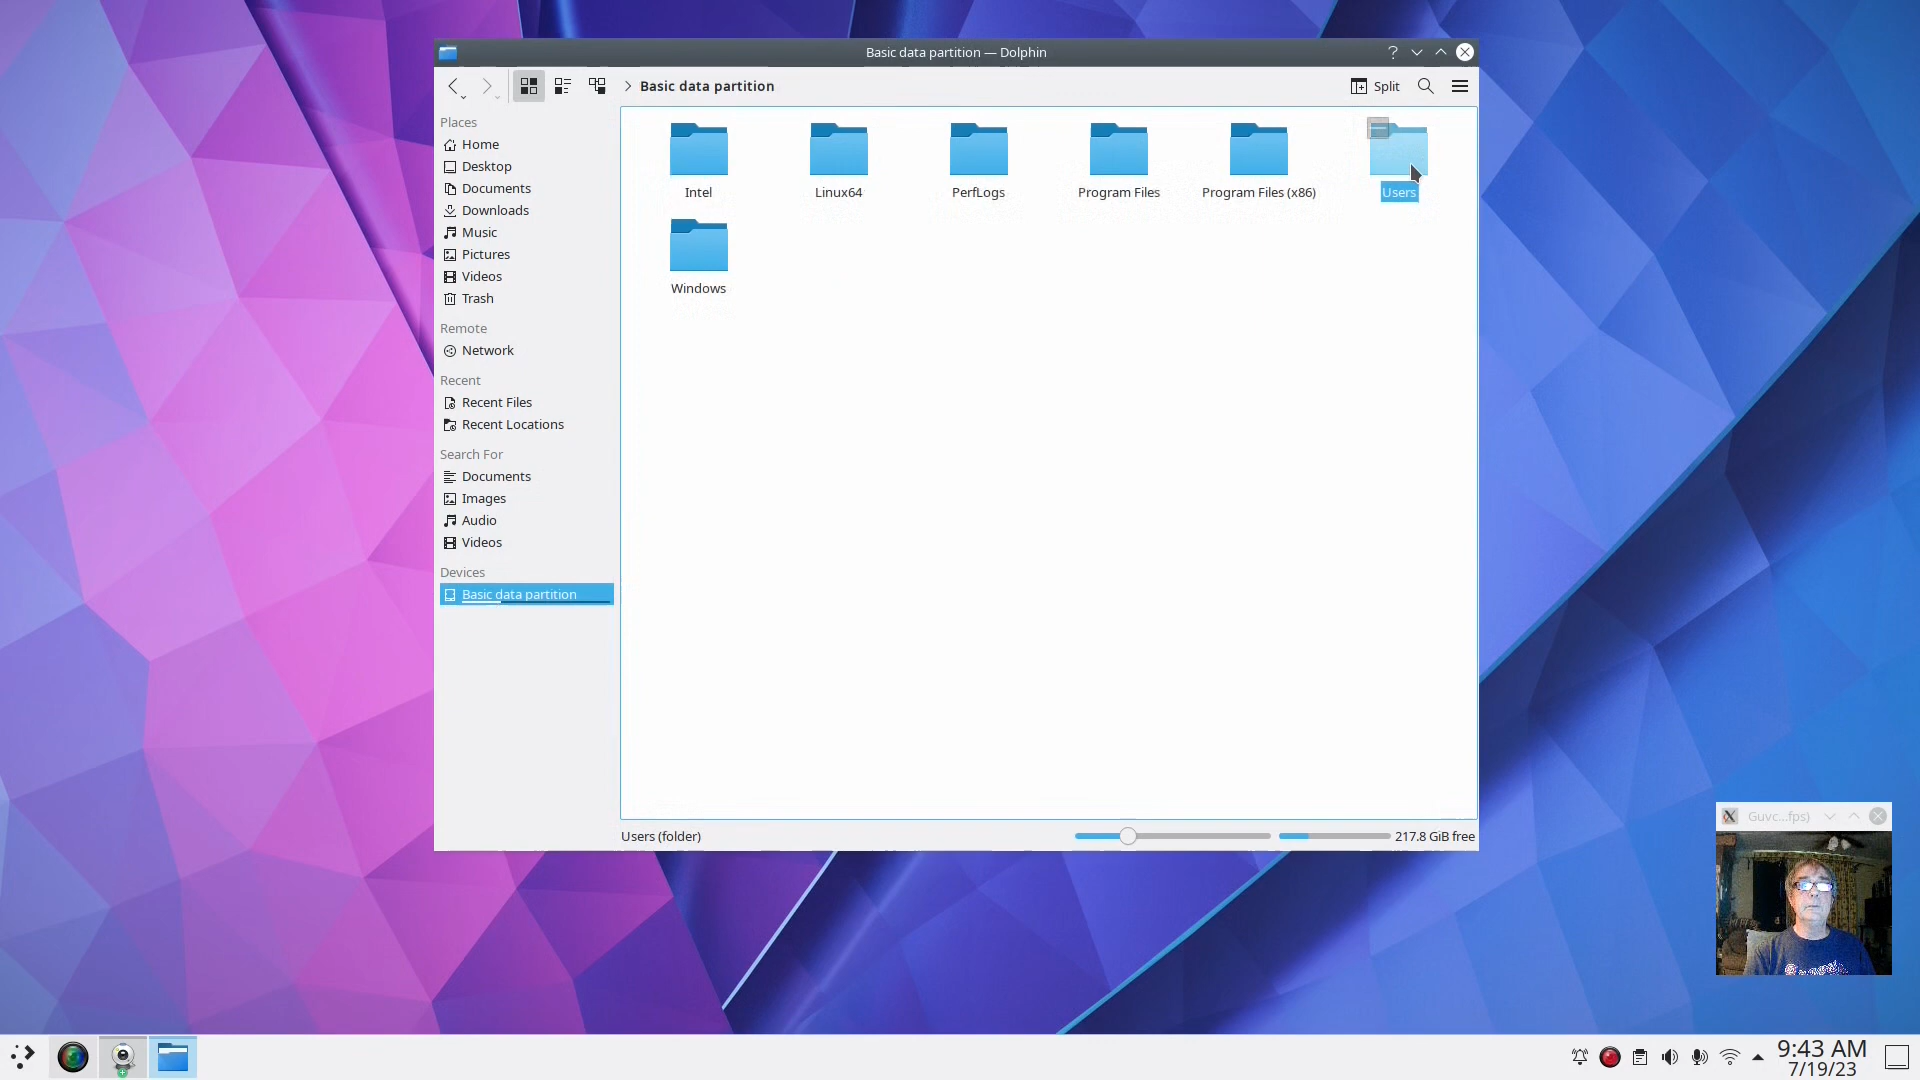 Basic data partition — Dolphin
Basic data partition
Split
Places
Home
Desktop
Documents
Downloads
Music
Pictures
Videos
Trash
Remote
Network
Recent
Recent Files
Recent Locations
Search For
Documents
Images
Audio
Videos
Devices
Basic data partition
Intel
Linux64
PerfLogs
Program Files
Program Files (x86)
Users
Windows
Users (folder)
217.8 GiB free
Guvc...fps)
9:43 AM
7/19/23